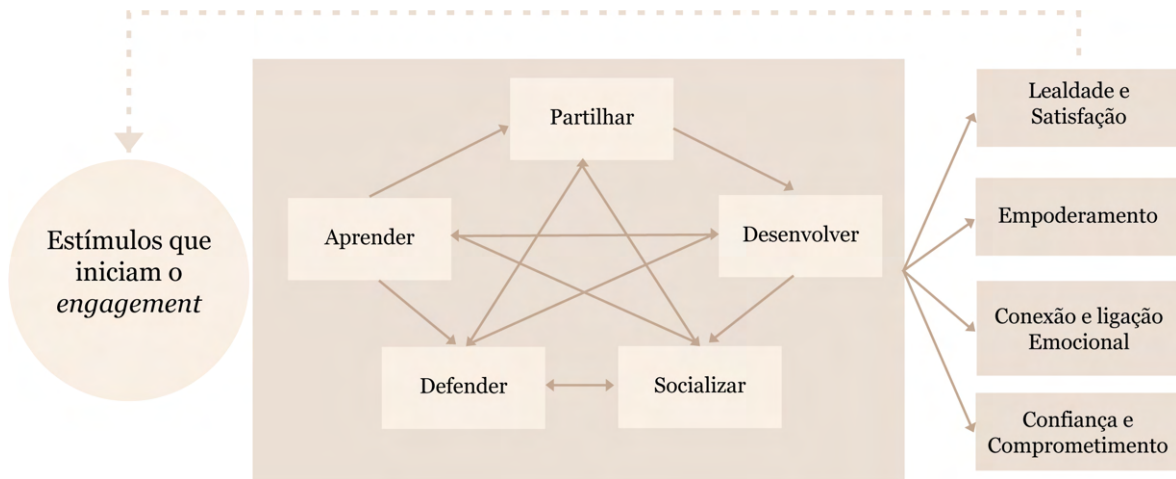 Estímulos que
iniciam o
engagement
Partilhar
Aprender
Desenvolver
Defender
Socializar
Lealdade e
Satisfação
Empoderamento
Conexão e ligação
Emocional
Confiança e
Comprometimento